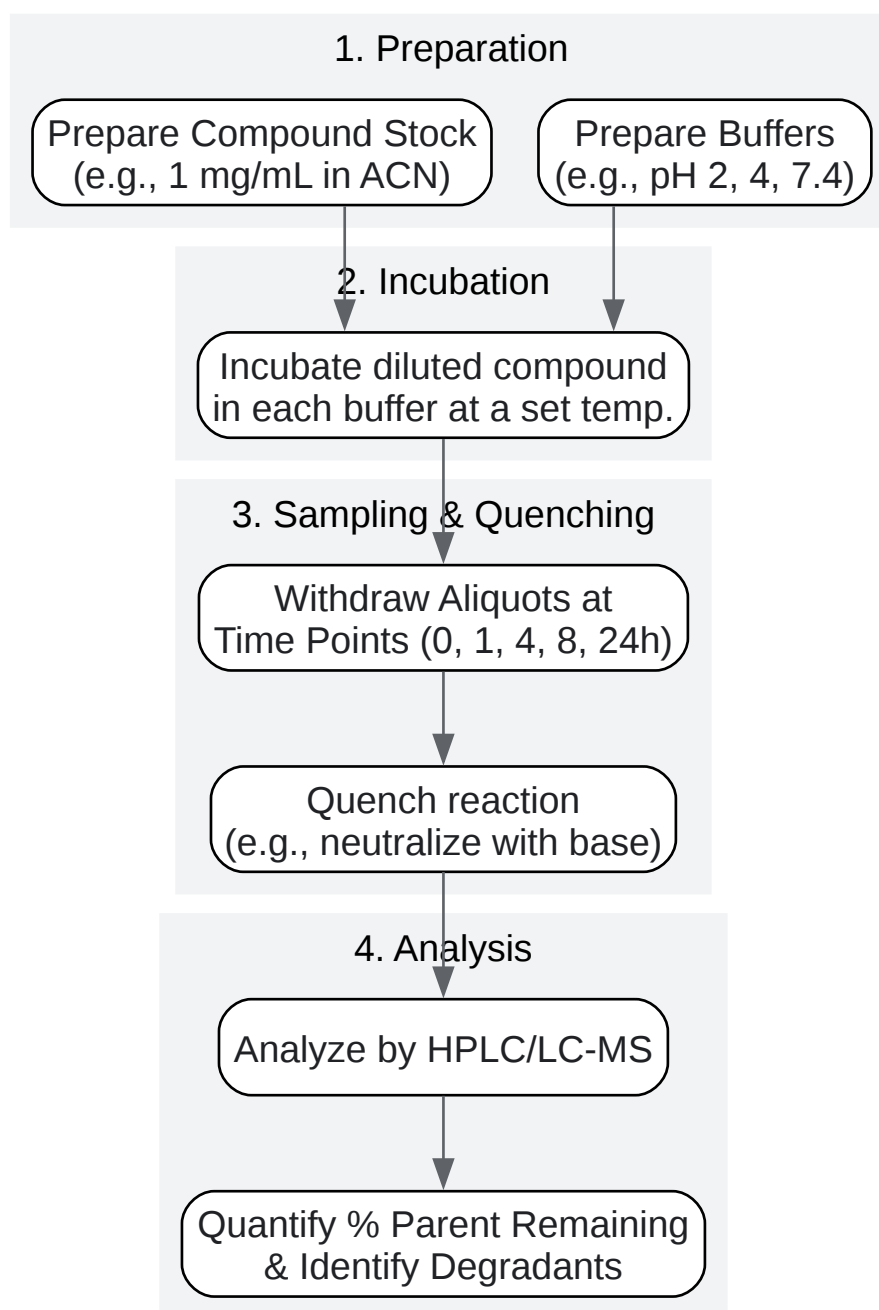 1. Preparation
Prepare Compound Stock
(e.g., 1 mg/mL in ACN)
Prepare Buffers
(e.g., pH 2, 4, 7.4)
2. Incubation
Incubate diluted compound
in each buffer at a set temp.
3. Sampling & Quenching
Withdraw Aliquots at
Time Points (0, 1, 4, 8, 24h)
Quench reaction
(e.g., neutralize with base)
4. Analysis
Analyze by HPLC/LC-MS
Quantify % Parent Remaining
& Identify Degradants